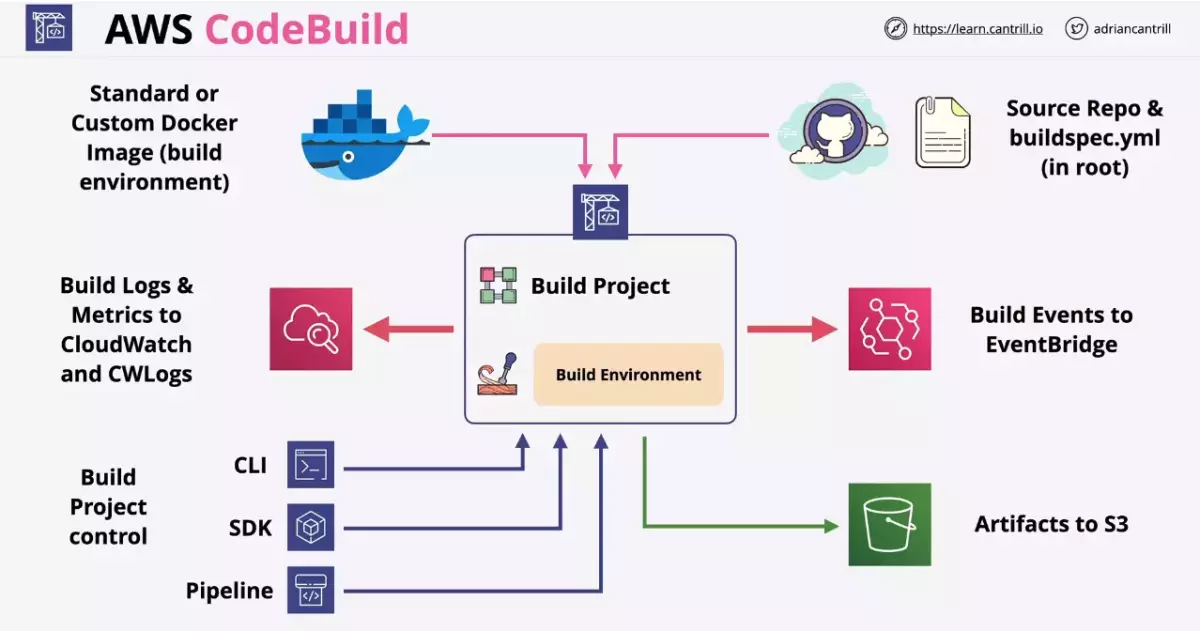 AWS CodeBuild
https://learn.cantrill.io
adriancantrill
Standard or
Custom Docker
Image (build
environment)
Source Repo &
buildspec.yml
(in root)
Build Project
Build Environment
Build Logs &
Metrics to
CloudWatch
and CWLogs
Build Events to
EventBridge
Build
Project
control
CLI
SDK
Pipeline
Artifacts to S3